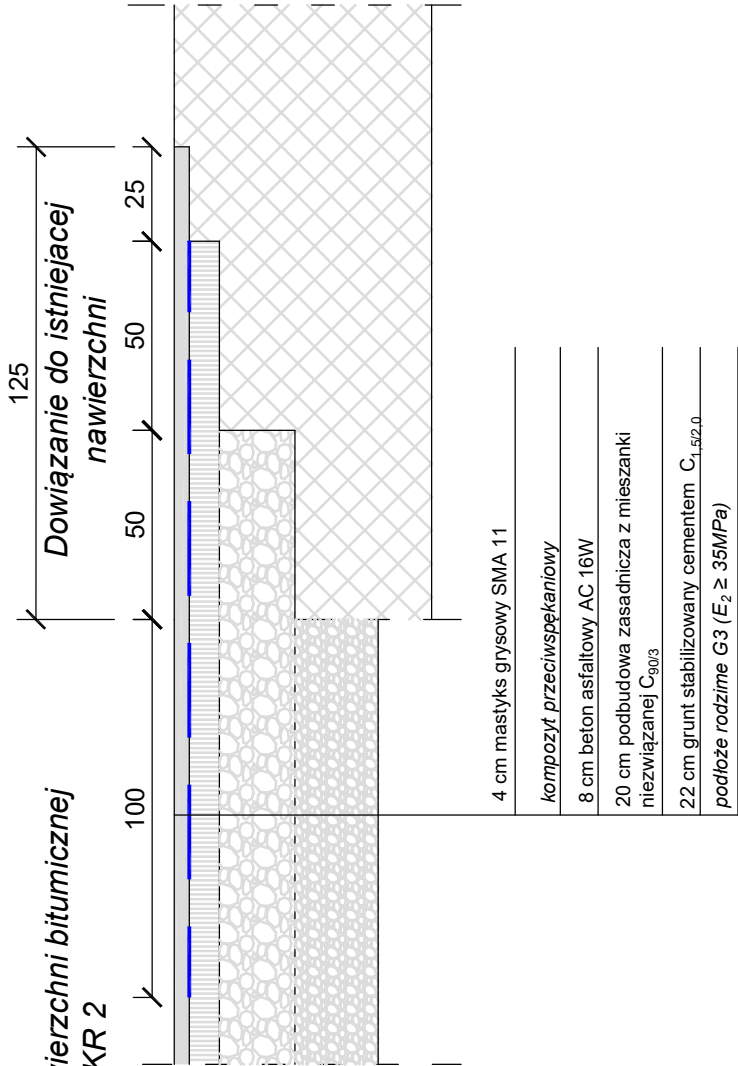 125
Dowiązanie do istniejacej
nawierzchni
25
50
50
100
ierzchni bitumicznej
KR 2
4 cm mastyks grysowy SMA 11
kompozyt przeciwspękaniowy
8 cm beton asfaltowy AC 16W
20 cm podbudowa zasadnicza z mieszanki
niezwiązanej C90/3
22 cm grunt stabilizowany cementem C1,5/2,0
podłoże rodzime G3 (E2 ≥ 35MPa)